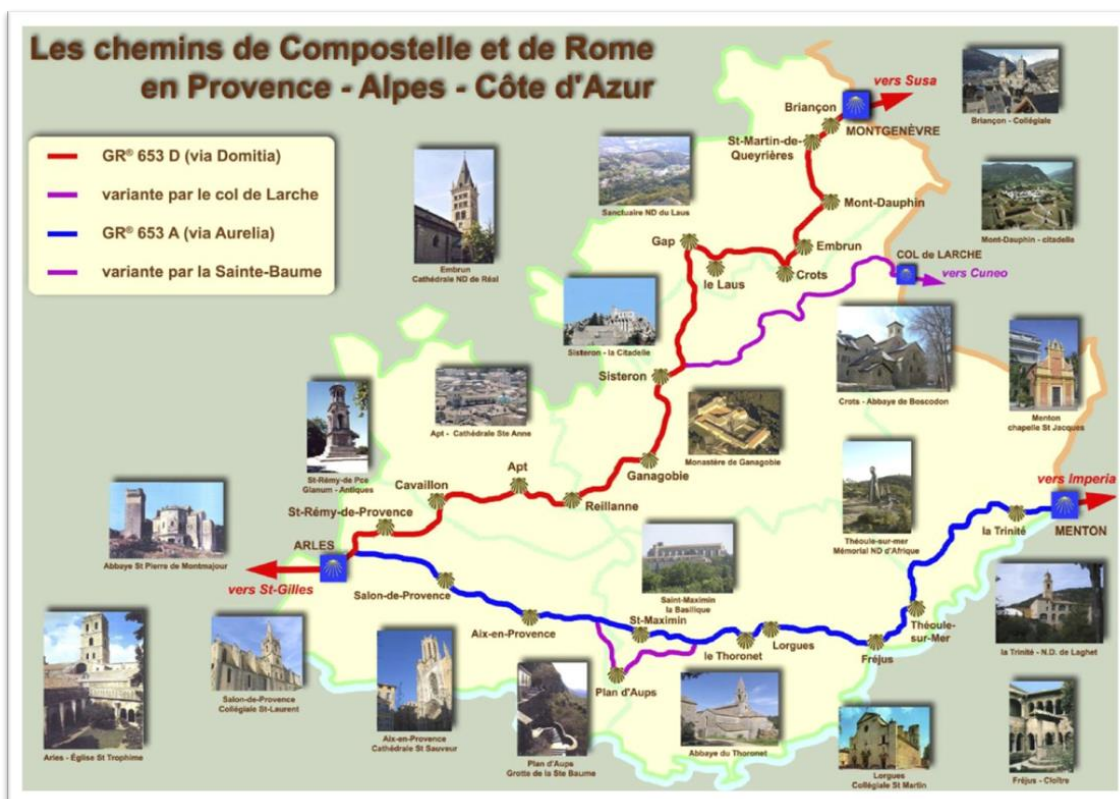 Les chemins de Compostelle et de Rome
en Provence - Alpes - Côte d'Azur
GR® 653 D (via Domitia)
variante par le col de Larche
GR® 653 A (via Aurelia)
variante par la Sainte-Baume
vers Susa
Briançon
MONTGENÈVRE
St-Martin-de-
Queyrières
Briançon - Collégiale
Sanctuaire ND du Laus
Mont-Dauphin
Mont-Dauphin - citadelle
Embrun
Cathédrale ND de Réal
Gap
Embrun
le Laus
Crots
COL de LARCHE
vers Cuneo
Sisteron - la Citadelle
Sisteron
Crots - Abbaye de Boscodon
Menton
chapelle St Jacques
Apt - Cathédrale Ste Anne
Monastère de Ganagobie
St-Rémy-de Pce
Glanum - Antiques
Ganagobie
Apt
Cavaillon
Reillanne
St-Rémy-de-Provence
vers Imperia
la Trinité
MENTON
Théoule-sur-mer
Mémorial ND d'Afrique
Abbaye St Pierre de Montmajour
ARLES
vers St-Gilles
Salon-de-Provence
Saint-Maximin
la Basilique
Aix-en-Provence
St-Maximin
le Thoronet
Lorgues
Fréjus
Théoule-
sur-Mer
la Trinité - N.D. de Laghet
Plan d'Aups
Salon-de-Provence
Collégiale St-Laurent
Aix-en-Provence
Cathédrale St Sauveur
Arles - Église St Trophime
Plan d'Aups
Grotte de la Ste Baume
Abbaye du Thoronet
Lorgues
Collégiale St Martin
Fréjus - Cloître